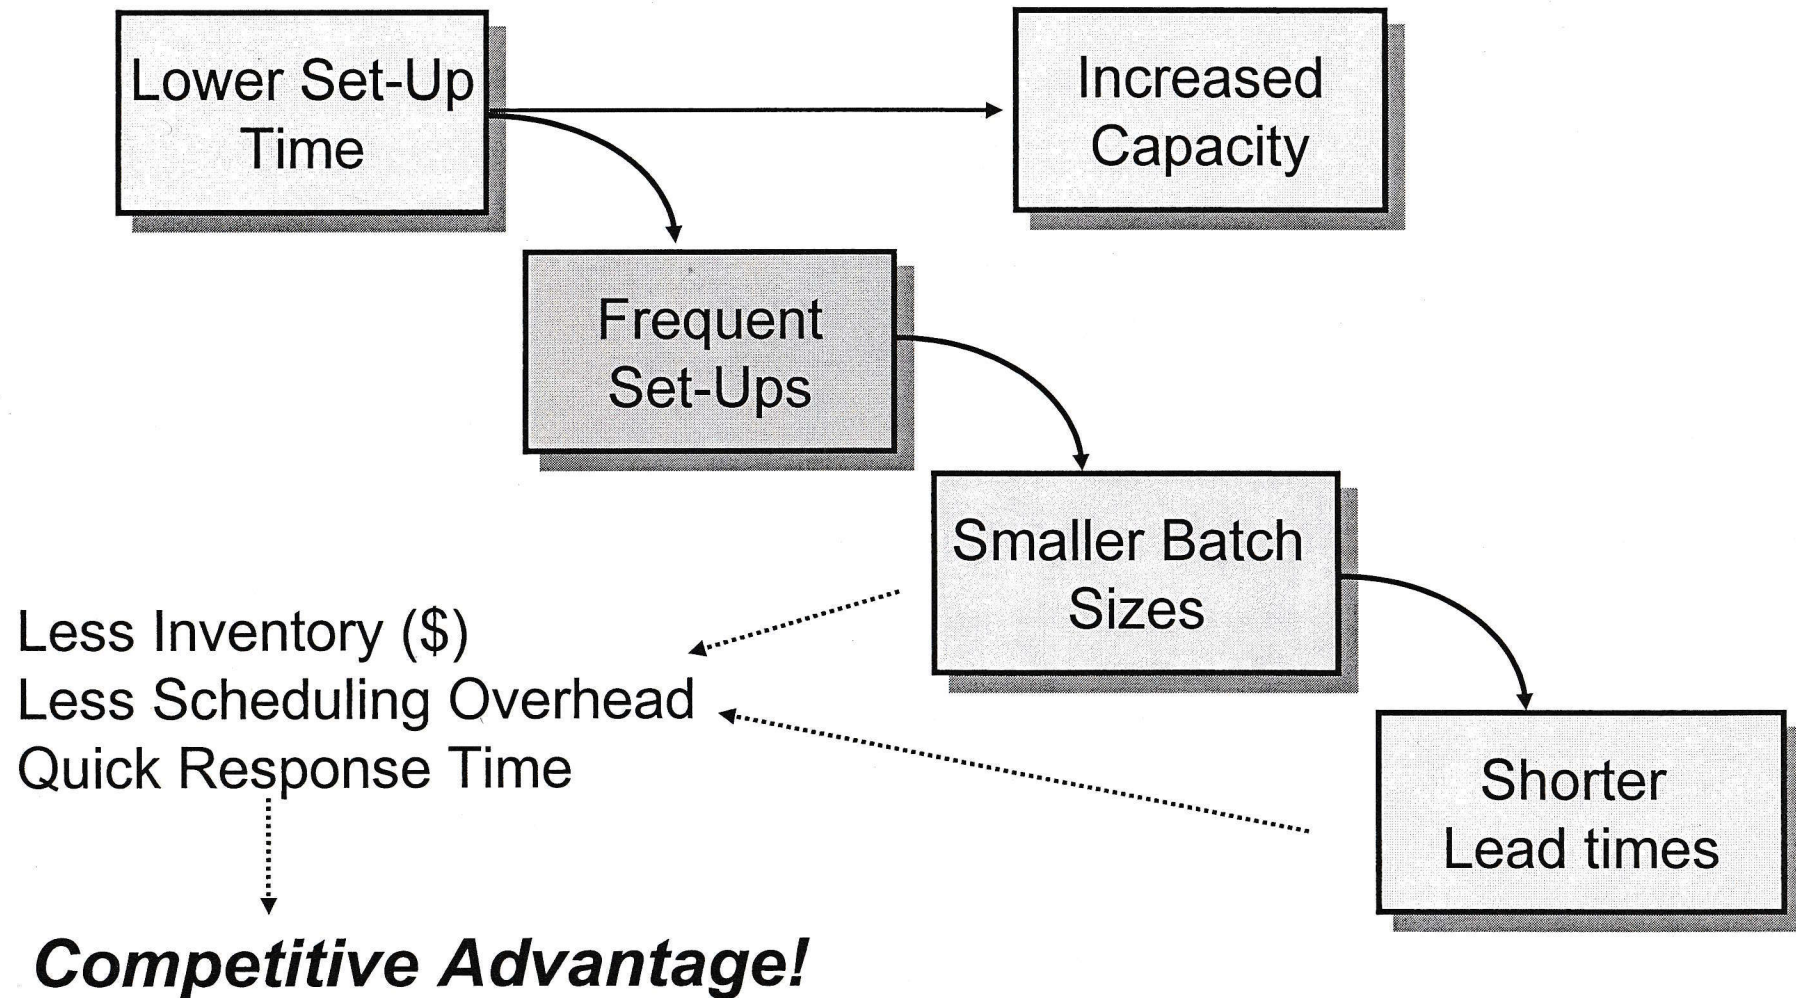 Lower Set-Up
Time
Increased
Capacity
Frequent
Set-Ups
Smaller Batch
Sizes
Less Inventory ($)
Less Scheduling Overhead
Quick Response Time
Shorter
Lead times
Competitive Advantage!